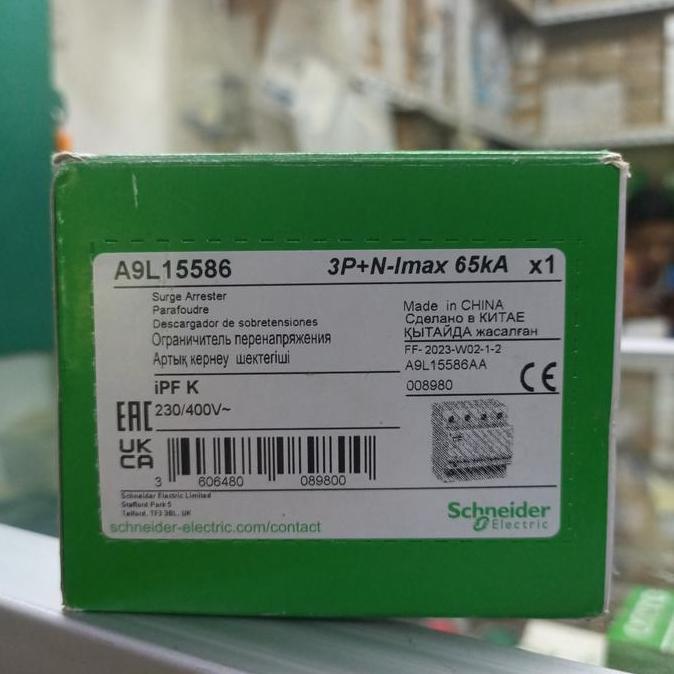 A9L15586 3P+N-Imax 65kA x1
Surge Arrester
Parafoudre
Descargador de sobretensiones
Ограничитель перенапряжения
Артық кернеу шектегіші
Made in CHINA
Сделано в КИТАЕ
ҚЫТАЙДА жасалған
FF- 2023-W02-1-2
A9L15586AA
008980
CE
iPF K
230/400V~
EAC
UK
CA
3 606480 089800
Schneider Electric Limited
Stafford Park 5
Telford, TF3 3BL, UK
schneider-electric.com/contact
Schneider
Electric